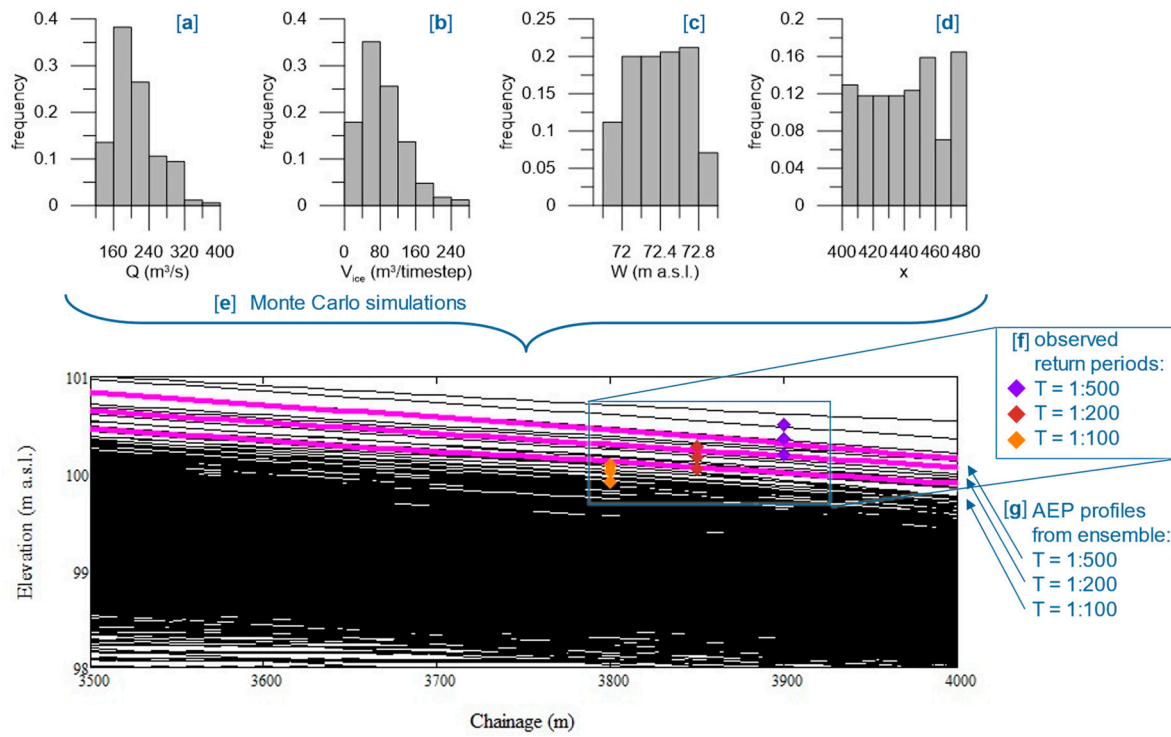 [a]
0.4
0.3
0.2
0.1
0
frequency
160 240 320 400
Q (m³/s)
[b]
0.4
0.3
0.2
0.1
0
frequency
0 80 160 240
Vice (m³/timestep)
[c]
0.25
0.2
0.15
0.1
0.05
0
frequency
72 72.4 72.8
W (m a.s.l.)
[d]
0.2
0.16
0.12
0.08
0.04
0
frequency
400 420 440 460 480
x
[e] Monte Carlo simulations
[f] observed
return periods:
T = 1:500
T = 1:200
T = 1:100
101
100
99
98
Elevation (m a.s.l.)
3500 3600 3700 3800 3900 4000
Chainage (m)
[g] AEP profiles
from ensemble:
T = 1:500
T = 1:200
T = 1:100